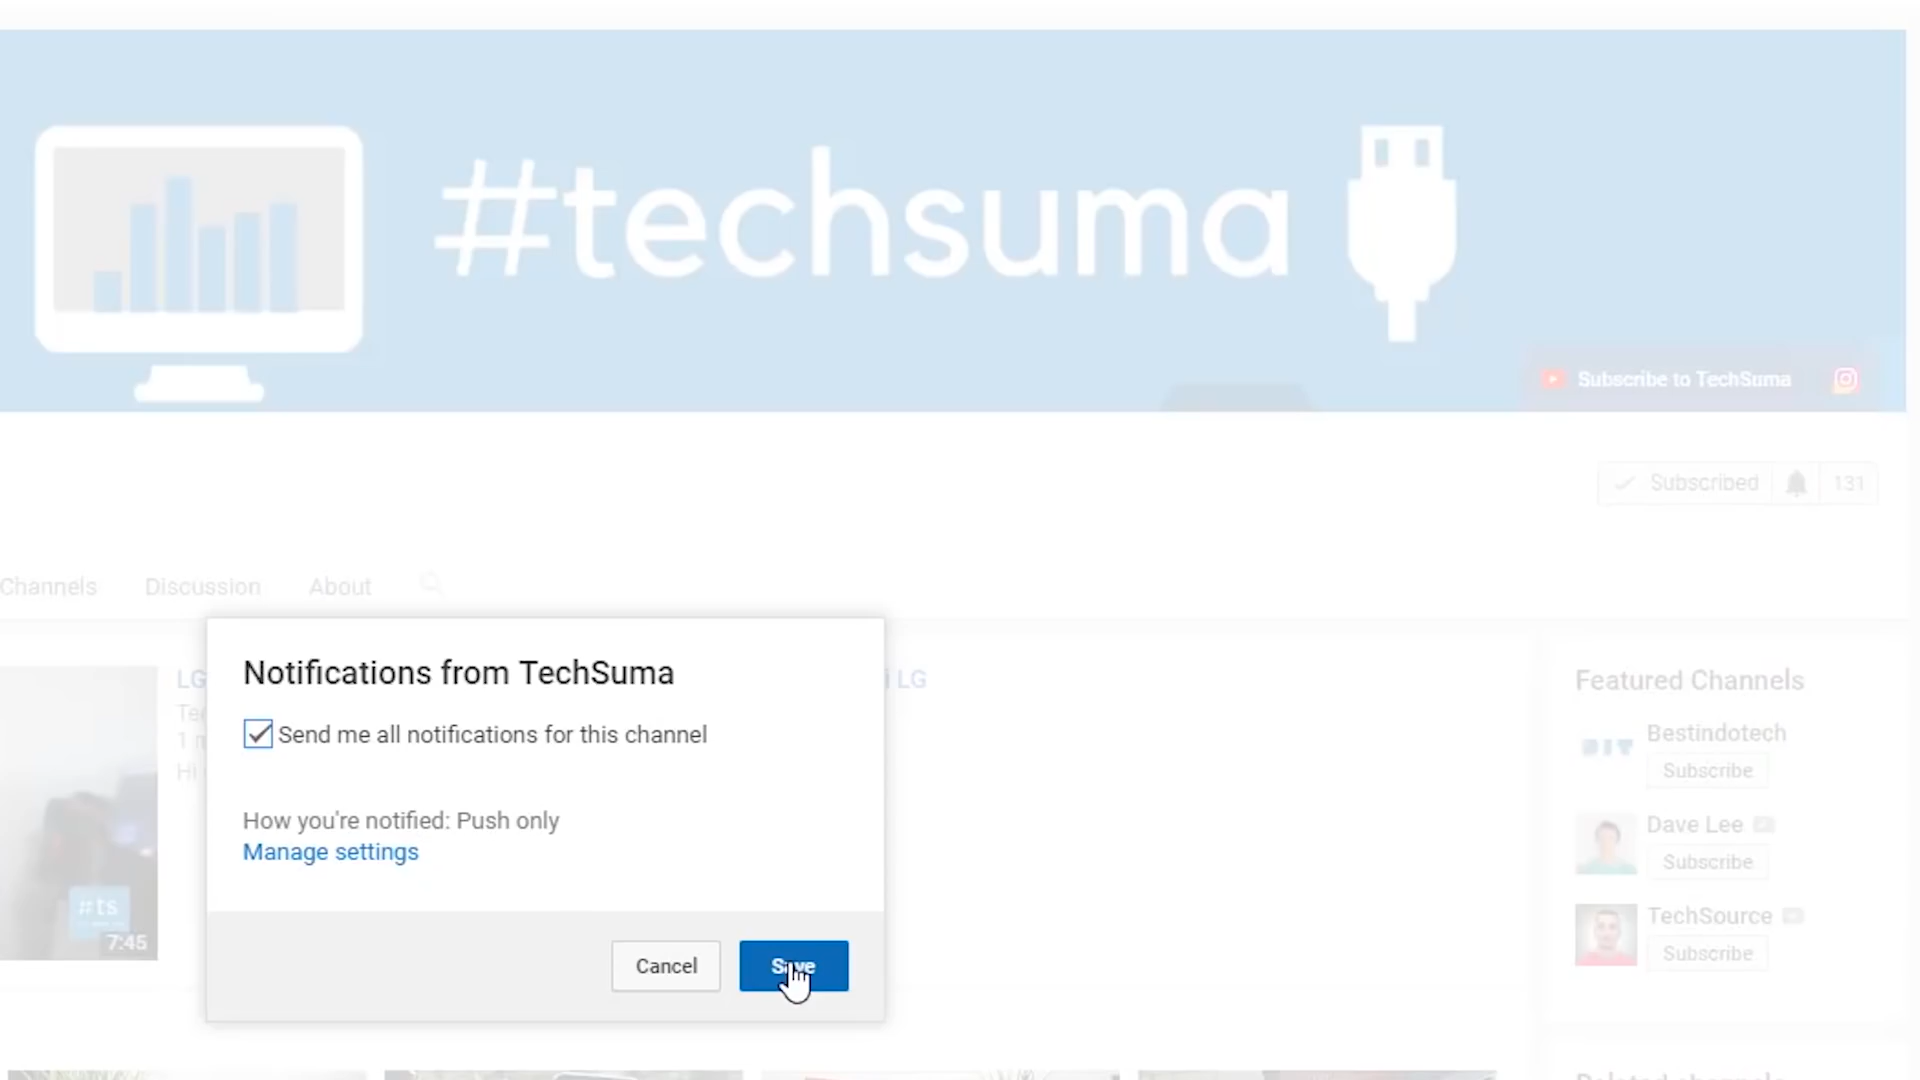 #techsuma
Subscribe to TechSuma
Subscribed 131
Channels Discussion About
Notifications from TechSuma
Send me all notifications for this channel
How you're notified: Push only
Manage settings
Cancel Save
LG
i LG
Hi
#ts
7:45
Featured Channels
Bestindotech
Subscribe
Dave Lee
Subscribe
TechSource
Subscribe